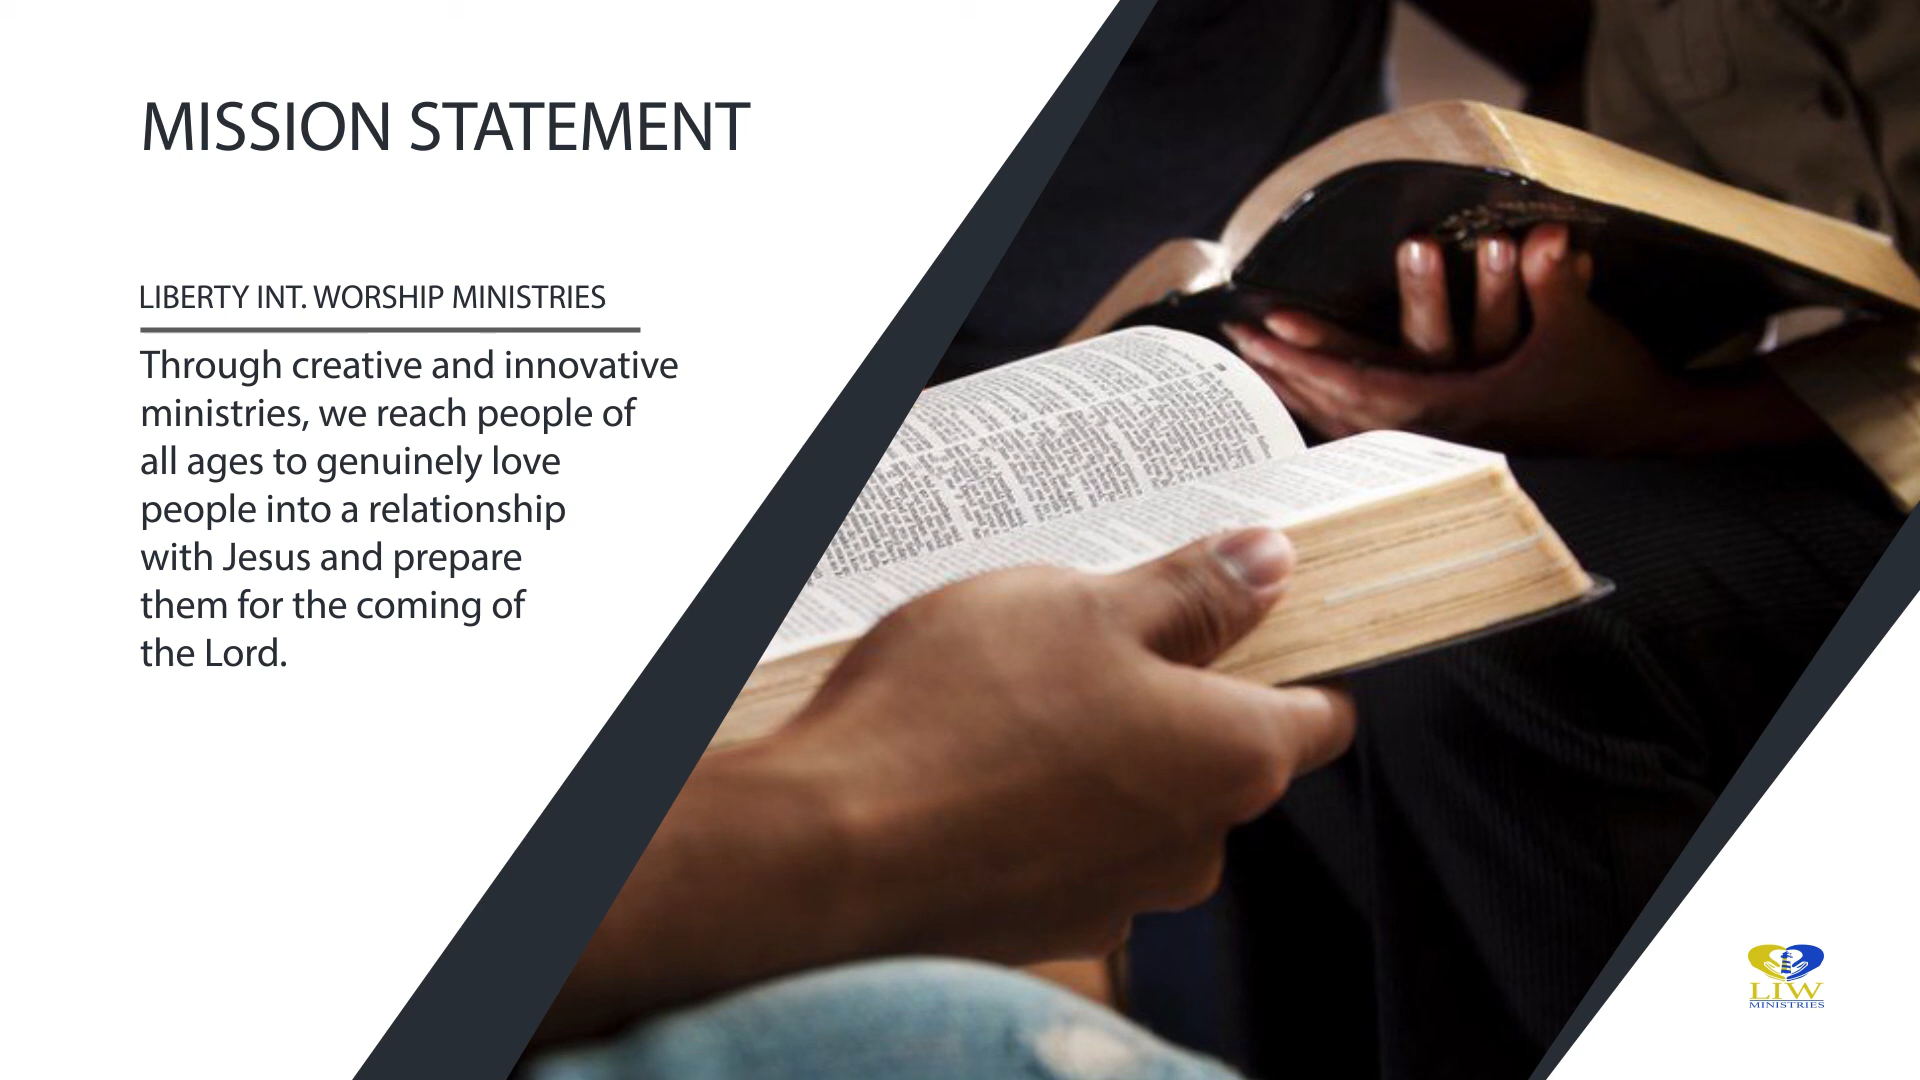 MISSION STATEMENT
LIBERTY INT. WORSHIP MINISTRIES
Through creative and innovative
ministries, we reach people of
all ages to genuinely love
people into a relationship
with Jesus and prepare
them for the coming of
the Lord.
LIW
MINISTRIES